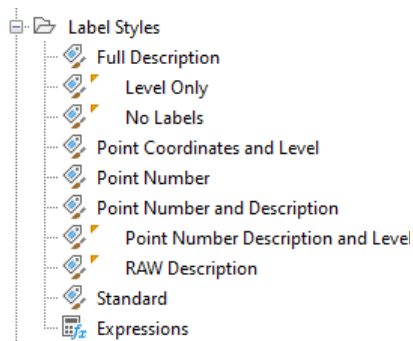 Label Styles
Full Description
Level Only
No Labels
Point Coordinates and Level
Point Number
Point Number and Description
Point Number Description and Level
RAW Description
Standard
Expressions